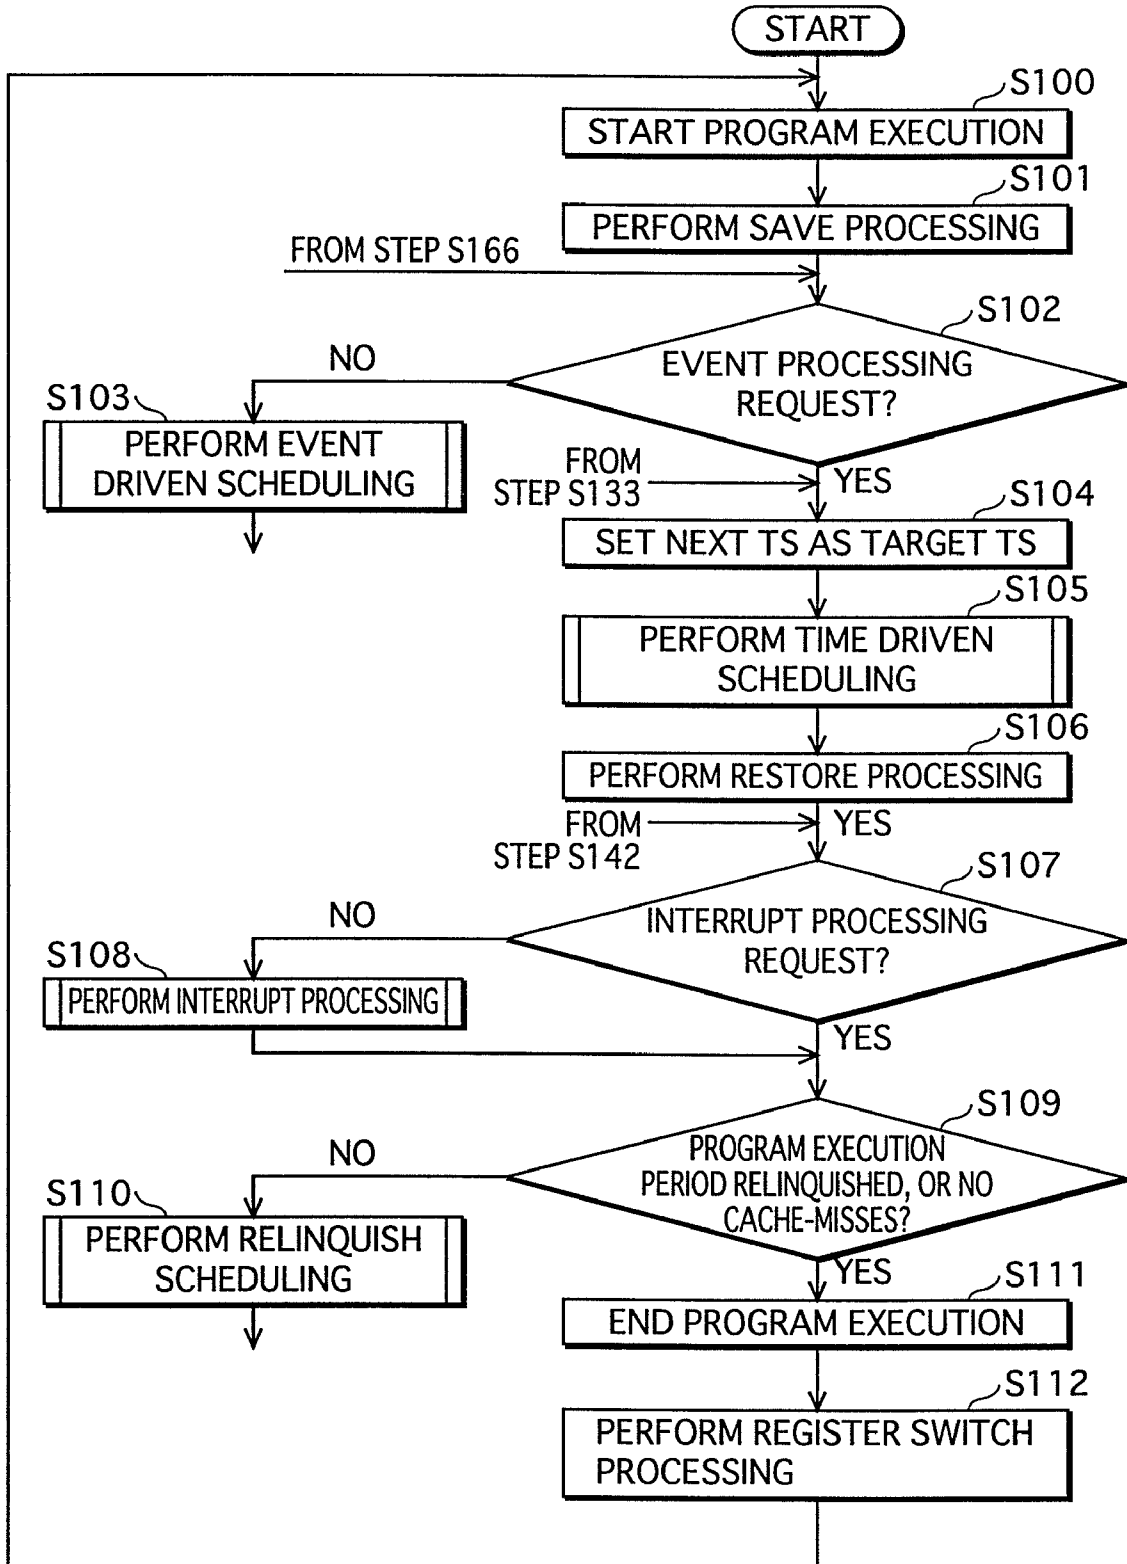 START
S100
START PROGRAM EXECUTION
S101
PERFORM SAVE PROCESSING
FROM STEP S166
S102
EVENT PROCESSING
REQUEST?
NO
S103
PERFORM EVENT
DRIVEN SCHEDULING
FROM
STEP S133
YES
S104
SET NEXT TS AS TARGET TS
S105
PERFORM TIME DRIVEN
SCHEDULING
S106
PERFORM RESTORE PROCESSING
FROM
STEP S142
YES
S107
INTERRUPT PROCESSING
REQUEST?
NO
S108
PERFORM INTERRUPT PROCESSING
YES
S109
PROGRAM EXECUTION
PERIOD RELINQUISHED, OR NO
CACHE-MISSES?
NO
S110
PERFORM RELINQUISH
SCHEDULING
YES
S111
END PROGRAM EXECUTION
S112
PERFORM REGISTER SWITCH
PROCESSING